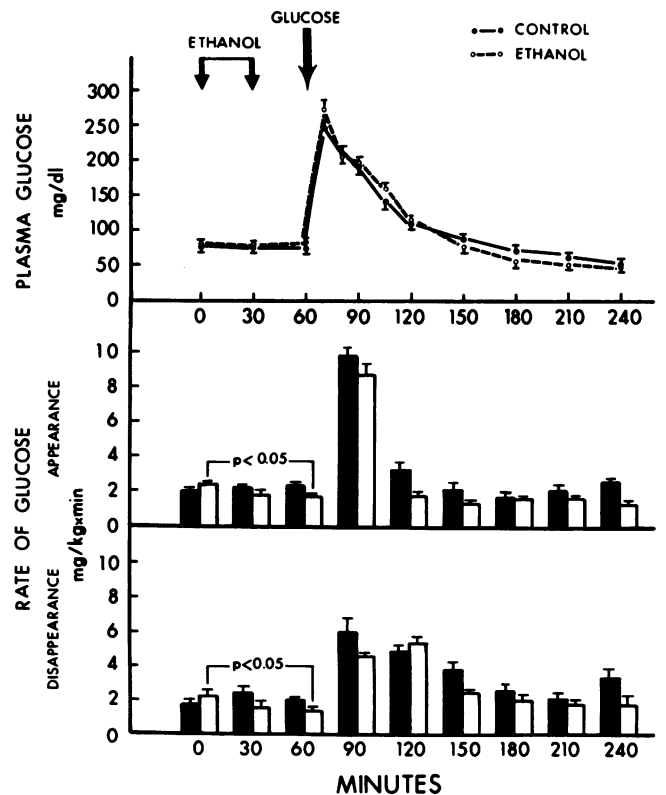 GLUCOSE
ETHANOL
CONTROL
ETHANOL
PLASMA GLUCOSE
mg/dl
300
250
200
150
100
50
0
0 30 60 90 120 150 180 210 240
RATE OF GLUCOSE
mg/kgxmin
APPEARANCE
10
8
6
4
2
0
p< 0.05
DISAPPEARANCE
10
8
6
4
2
0
p<0.05
0 30 60 90 120 150 180 210 240
MINUTES